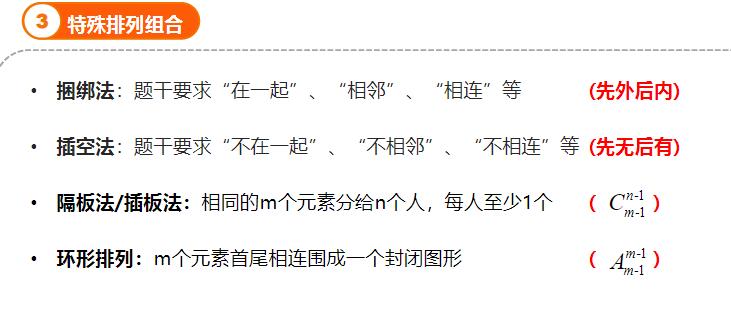 3 特殊排列组合
• 捆绑法：题干要求“在一起”、“相邻”、“相连”等 (先外后内)
• 插空法：题干要求“不在一起”、“不相邻”、“不相连”等 (先无后有)
• 隔板法/插板法：相同的m个元素分给n个人，每人至少1个 ( $C_{m-1}^{n-1}$ )
• 环形排列：m个元素首尾相连围成一个封闭图形 ( $A_{m-1}^{m-1}$ )